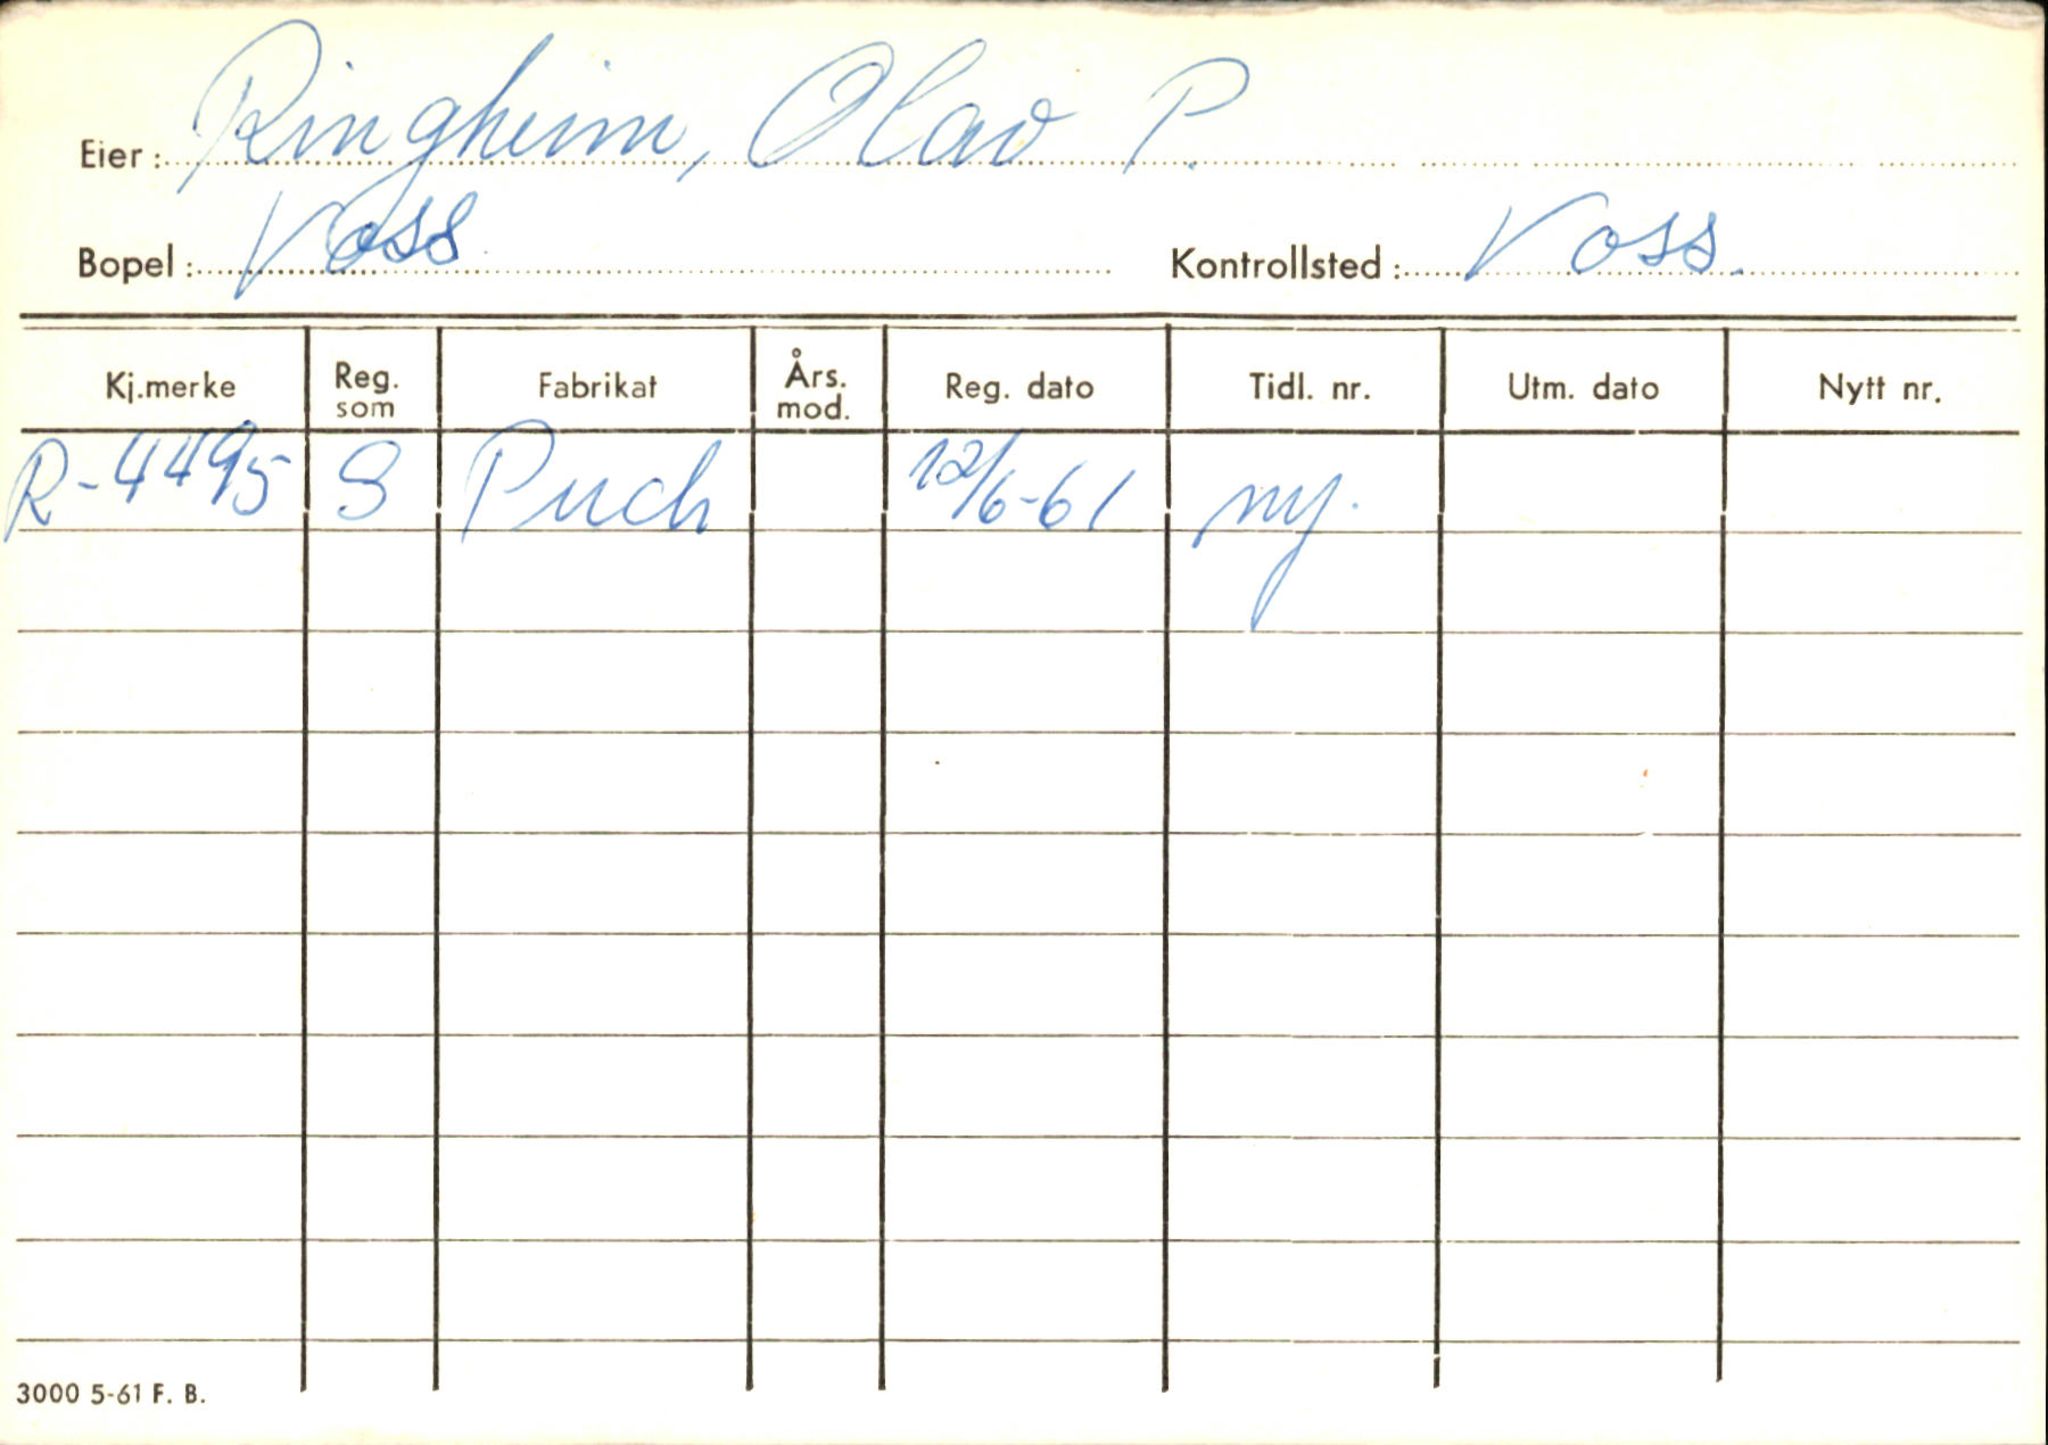 Eier: Ringheim, Olav P.
Bopel: Voss Kontrollsted: Voss.
Kj.merke Reg. som Fabrikat Års. mod. Reg. dato Tidl. nr. Utm. dato Nytt nr.
R-4495 S Puch 12/6-61 ny.
3000 5-61 F. B.